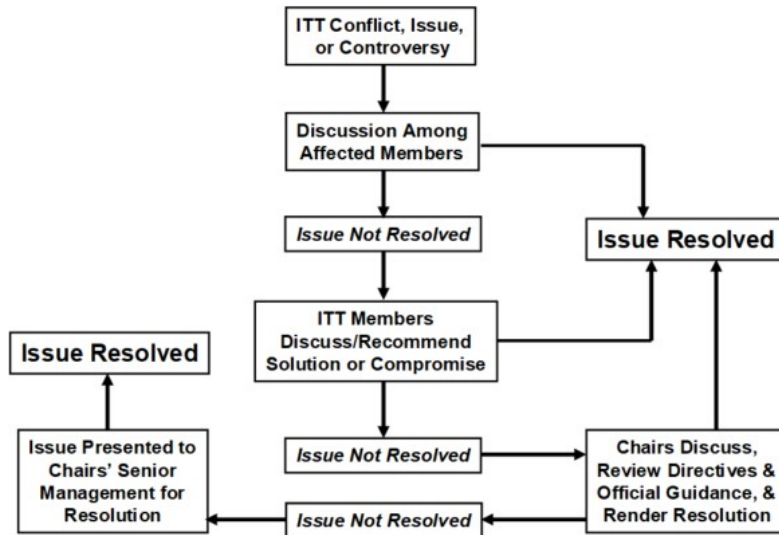 ITT Conflict, Issue,
or Controversy
Discussion Among
Affected Members
Issue Not Resolved
Issue Resolved
ITT Members
Discuss/Recommend
Solution or Compromise
Issue Resolved
Issue Not Resolved
Chairs Discuss,
Review Directives &
Official Guidance, &
Render Resolution
Issue Presented to
Chairs' Senior
Management for
Resolution
Issue Not Resolved